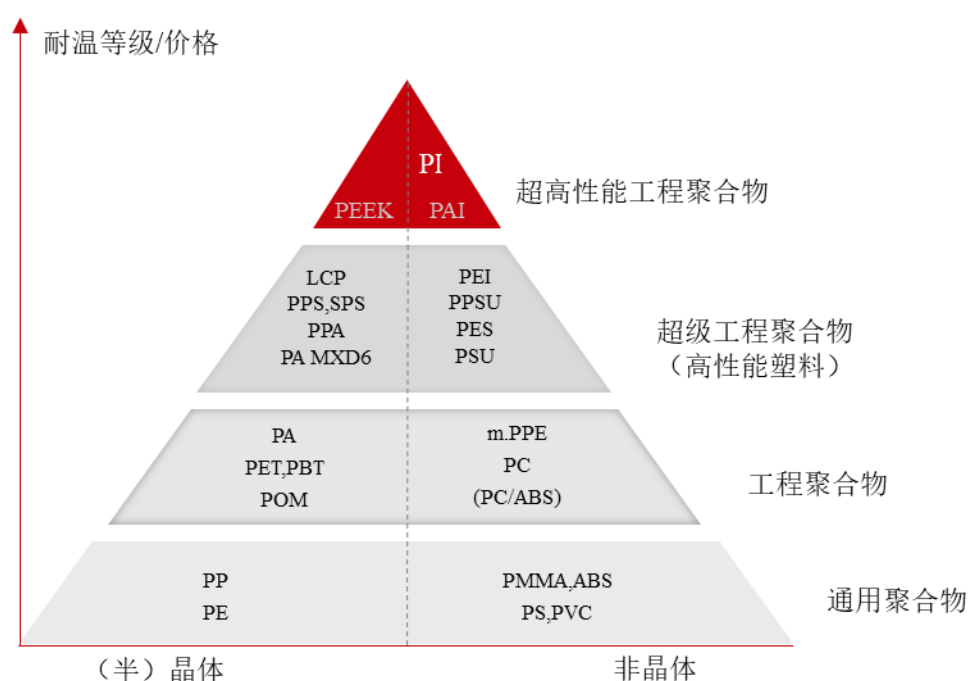 耐温等级/价格
PI
PEEK PAI
超高性能工程聚合物
LCP PEI
PPS,SPS PPSU
PPA PES
PA MXD6 PSU
超级工程聚合物
（高性能塑料）
PA m.PPE
PET,PBT PC
POM (PC/ABS)
工程聚合物
PP PMMA,ABS
PE PS,PVC
通用聚合物
（半）晶体 非晶体